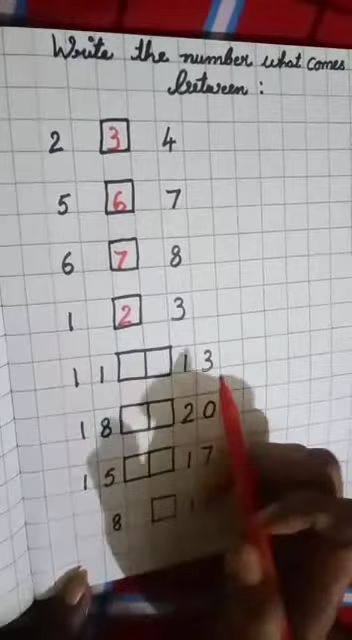 Write the number what comes
between :
2 3 4
5 6 7
6 7 8
1 2 3
11 13
18 20
15 17
8 1